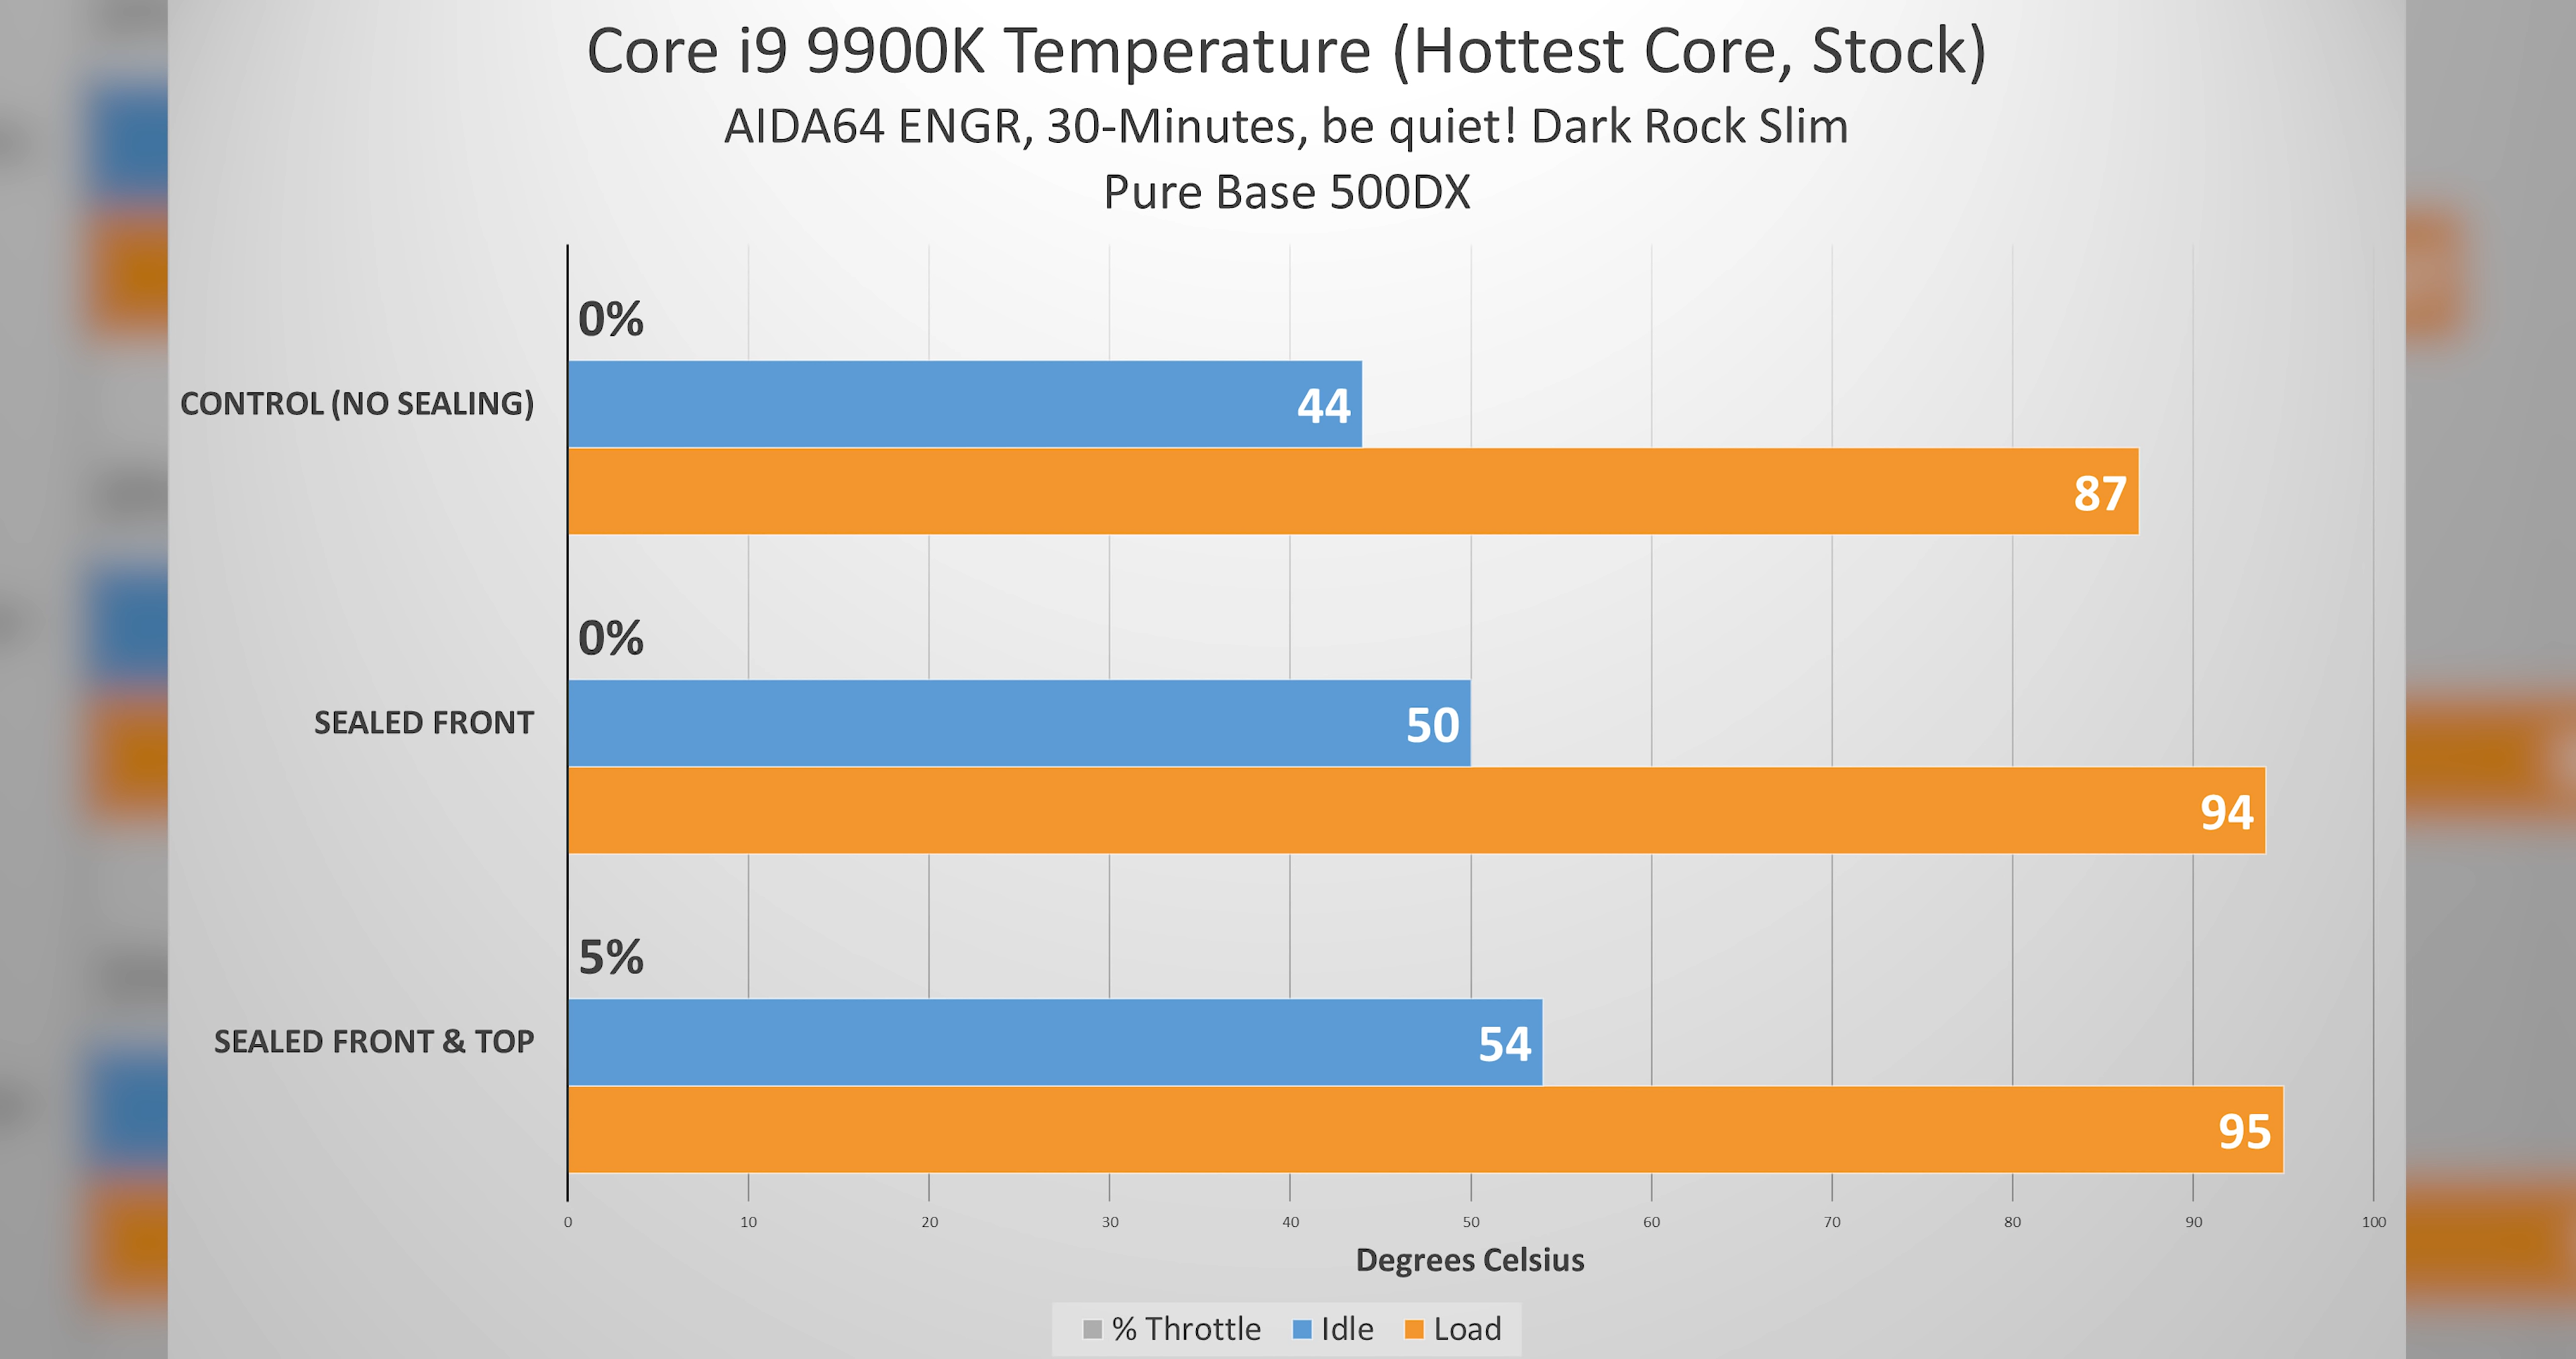 Core i9 9900K Temperature (Hottest Core, Stock)
AIDA64 ENGR, 30-Minutes, be quiet! Dark Rock Slim
Pure Base 500DX
0%
CONTROL (NO SEALING)
44
87
0%
SEALED FRONT
50
94
5%
SEALED FRONT & TOP
54
95
0 10 20 30 40 50 60 70 80 90 100
Degrees Celsius
% Throttle Idle Load